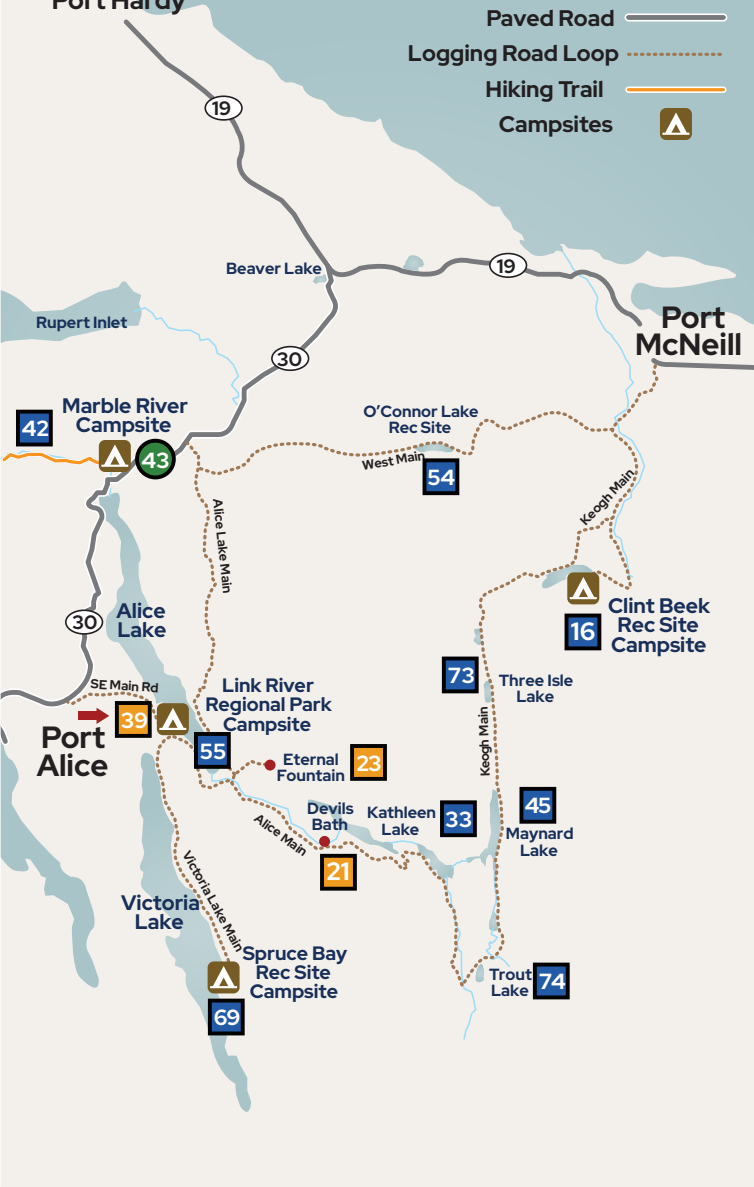 Port Hardy
Paved Road
Logging Road Loop
Hiking Trail
Campsites
19
Beaver Lake
19
Rupert Inlet
Port
McNeill
30
Marble River
Campsite
42
43
O'Connor Lake
Rec Site
West Main
54
Keogh Main
Alice Lake Main
Alice
Lake
30
Clint Beek
Rec Site
Campsite
16
73
Three Isle
Lake
Keogh Main
SE Main Rd
39
Port
Alice
Link River
Regional Park
Campsite
55
Eternal
Fountain
23
Devils
Bath
Kathleen
Lake
33
45
Maynard
Lake
Alice Main
21
Victoria Lake Main
Victoria
Lake
Spruce Bay
Rec Site
Campsite
69
Trout
Lake
74